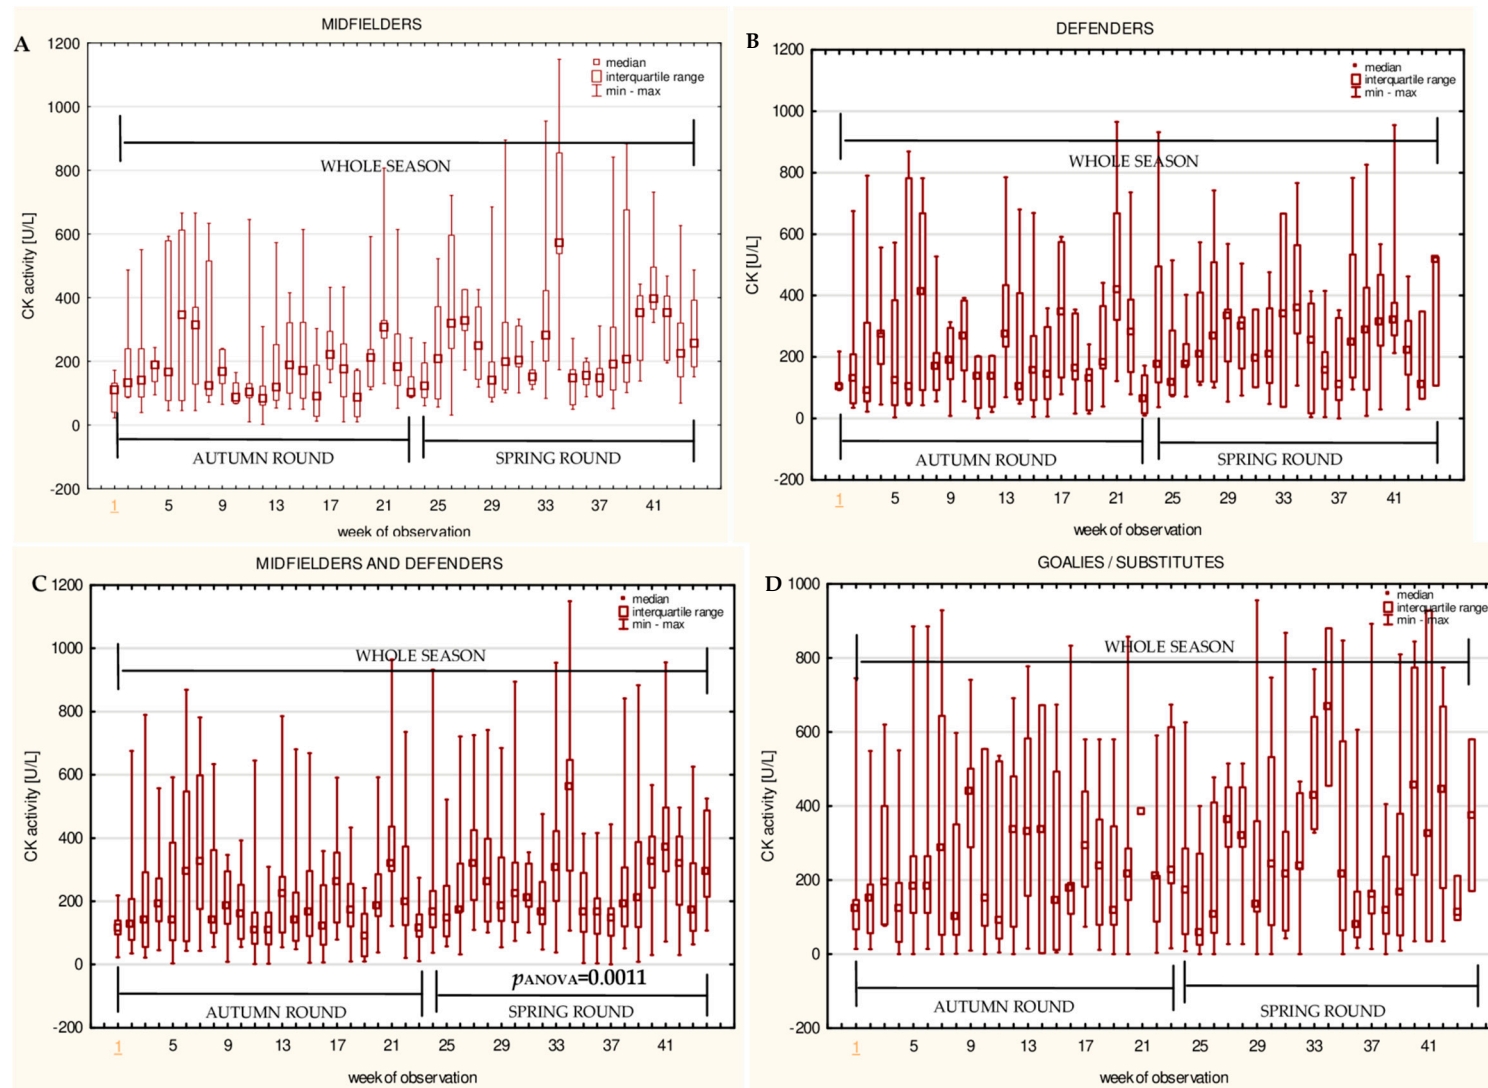 A
MIDFIELDERS
1200
1000
800
600
400
200
0
-200
CK activity [U/L]
median
interquartile range
min - max
WHOLE SEASON
AUTUMN ROUND
SPRING ROUND
1 5 9 13 17 21 25 29 33 37 41
week of observation
B
DEFENDERS
1200
1000
800
600
400
200
0
-200
CK [U/L]
median
interquartile range
min - max
WHOLE SEASON
AUTUMN ROUND
SPRING ROUND
1 5 9 13 17 21 25 29 33 37 41
week of observation
C
MIDFIELDERS AND DEFENDERS
1200
1000
800
600
400
200
0
-200
CK activity [U/L]
median
interquartile range
min - max
WHOLE SEASON
pANOVA=0.0011
AUTUMN ROUND
SPRING ROUND
1 5 9 13 17 21 25 29 33 37 41
week of observation
D
GOALIES / SUBSTITUTES
1000
800
600
400
200
0
-200
CK activity [U/L]
median
interquartile range
min - max
WHOLE SEASON
AUTUMN ROUND
SPRING ROUND
1 5 9 13 17 21 25 29 33 37 41
week of observation